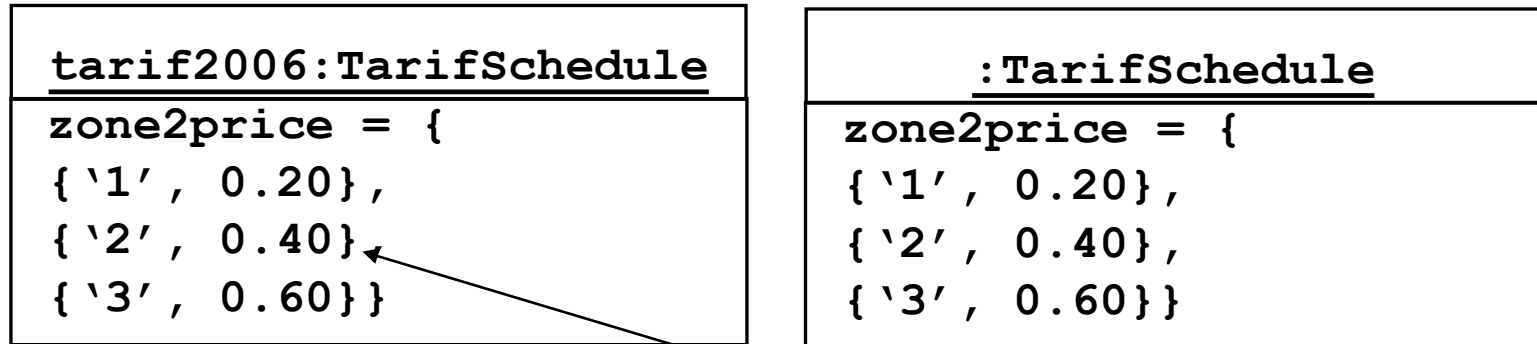 tarif2006:TarifSchedule
zone2price = {
{‘1’, 0.20},
{‘2’, 0.40},
{‘3’, 0.60}}
:TarifSchedule
zone2price = {
{‘1’, 0.20},
{‘2’, 0.40},
{‘3’, 0.60}}